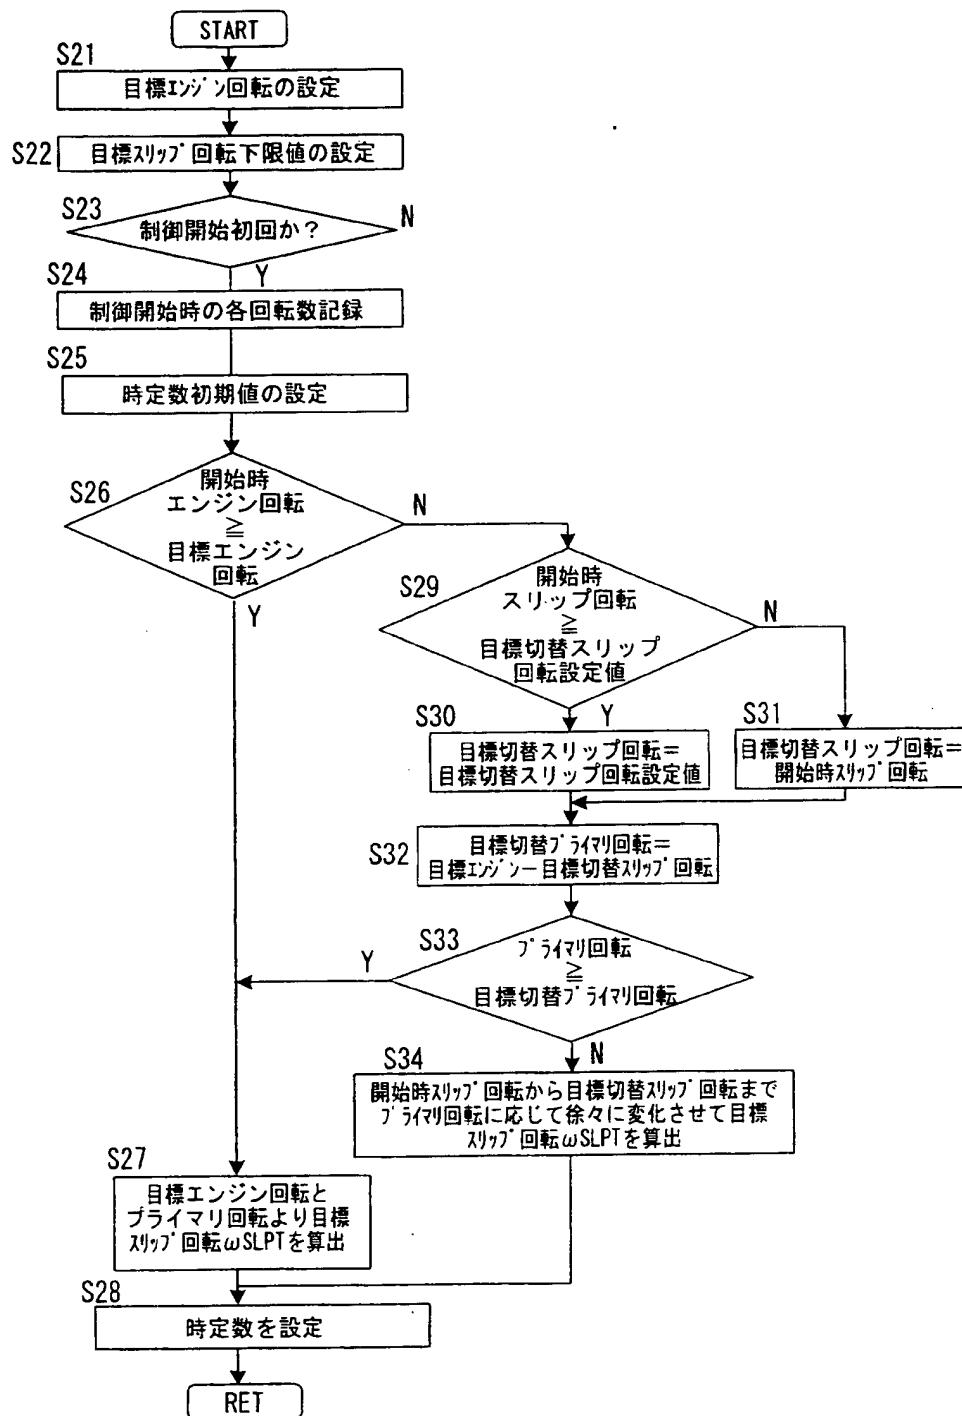 START
S21
目標エンジン回転の設定
S22
目標スリップ回転下限値の設定
S23
制御開始初回か?
N
Y
S24
制御開始時の各回転数記録
S25
時定数初期値の設定
S26
開始時
エンジン回転
≧
目標エンジン
回転
N
Y
S29
開始時
スリップ回転
≧
目標切替スリップ
回転設定値
N
Y
S30
目標切替スリップ回転=
目標切替スリップ回転設定値
S31
目標切替スリップ回転=
開始時スリップ回転
S32
目標切替プライマリ回転=
目標エンジン−目標切替スリップ回転
S33
プライマリ回転
≧
目標切替プライマリ回転
Y
N
S34
開始時スリップ回転から目標切替スリップ回転まで
プライマリ回転に応じて徐々に変化させて目標
スリップ回転ωSLPTを算出
S27
目標エンジン回転と
プライマリ回転より目標
スリップ回転ωSLPTを算出
S28
時定数を設定
RET